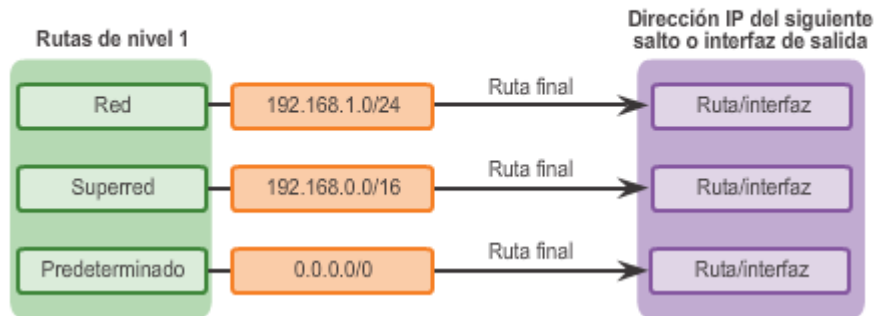 Rutas de nivel 1
Dirección IP del siguiente
salto o interfaz de salida
Red
192.168.1.0/24
Ruta final
Ruta/interfaz
Superred
192.168.0.0/16
Ruta final
Ruta/interfaz
Predeterminado
0.0.0.0/0
Ruta final
Ruta/interfaz